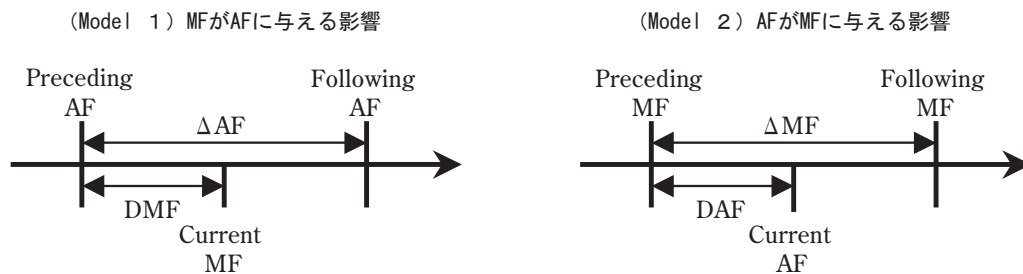 (Model １) MFがAFに与える影響
Preceding
AF
Following
AF
ΔAF
DMF
Current
MF
(Model ２) AFがMFに与える影響
Preceding
MF
Following
MF
ΔMF
DAF
Current
AF